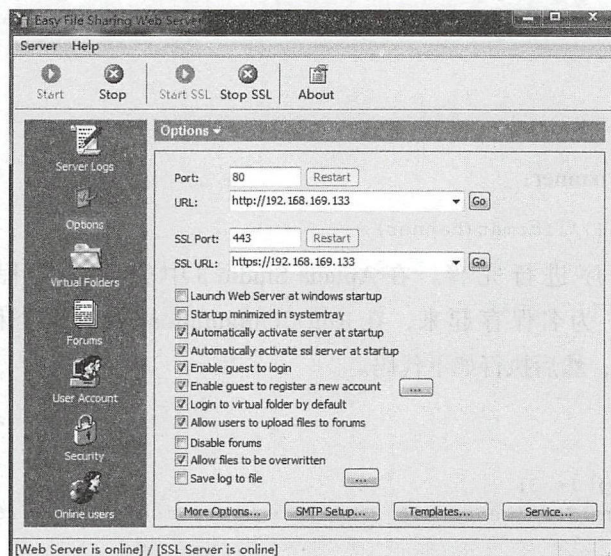 Easy File Sharing Web Server
Server Help
Start Stop Start SSL Stop SSL About
Server Logs
Options
Virtual Folders
Forums
User Account
Security
Online users
Options
Port: 80 Restart
URL: http://192.168.169.133 Go
SSL Port: 443 Restart
SSL URL: https://192.168.169.133 Go
Launch Web Server at windows startup
Startup minimized in systemtray
Automatically activate server at startup
Automatically activate ssl server at startup
Enable guest to login
Enable guest to register a new account ...
Login to virtual folder by default
Allow users to upload files to forums
Disable forums
Allow files to be overwritten
Save log to file ...
More Options... SMTP Setup... Templates... Service...
[Web Server is online] / [SSL Server is online]